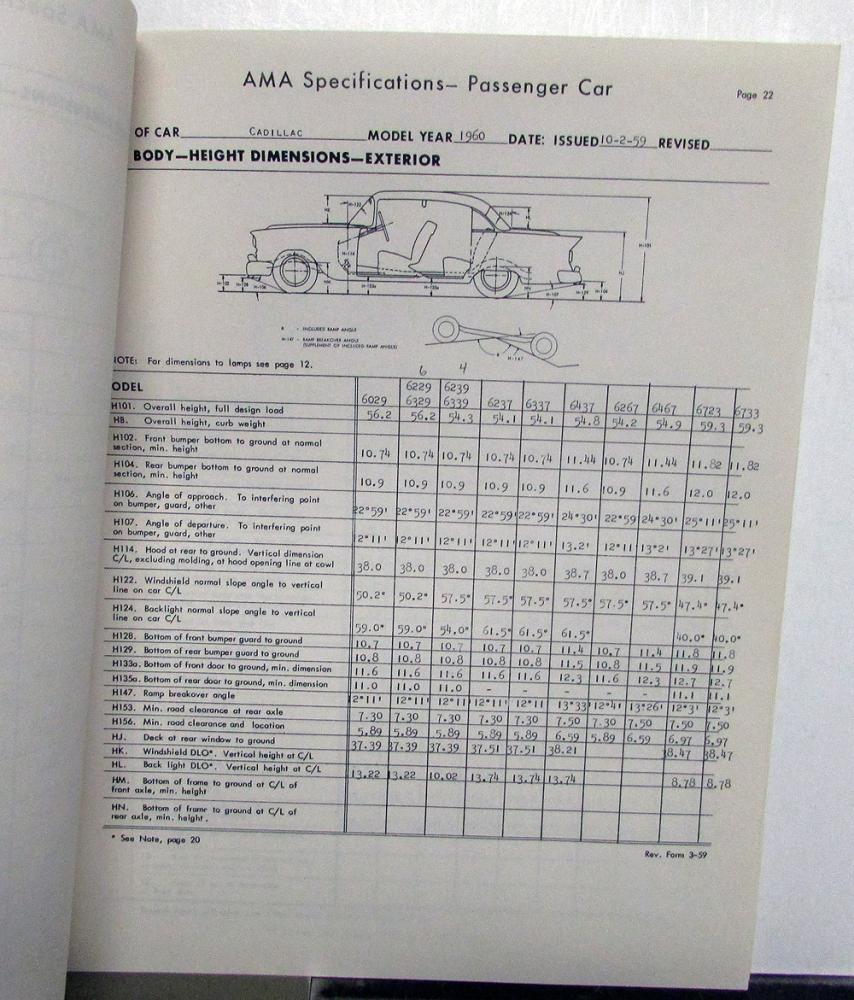 AMA Specifications— Passenger Car
Page 22
OF CAR CADILLAC MODEL YEAR 1960 DATE: ISSUED 10-2-59 REVISED
BODY—HEIGHT DIMENSIONS—EXTERIOR
- INCLUDED RAMP ANGLE
H-147 - RAMP BREAKOVER ANGLE
(SUPPLEMENT OF INCLUDED RAMP ANGLE)
H-147
NOTE: For dimensions to lamps see page 12.
6 4
ODEL 6229 6239
6029 6329 6339 6237 6337 6437 6267 6467 6723 6733
H101. Overall height, full design load 56.2 56.2 54.3 54.1 54.1 54.8 54.2 54.9 59.3 59.3
HB. Overall height, curb weight
H102. Front bumper bottom to ground at normal
section, min. height 10.74 10.74 10.74 10.74 10.74 11.44 10.74 11.44 11.82 11.82
H104. Rear bumper bottom to ground at normal
section, min. height 10.9 10.9 10.9 10.9 10.9 11.6 10.9 11.6 12.0 12.0
H106. Angle of approach. To interfering point
on bumper, guard, other 22°59' 22°59' 22°59' 22°59' 22°59' 24°30' 22°59 24°30' 25°11' 25°11'
H107. Angle of departure. To interfering point
on bumper, guard, other 12°11' 12°11' 12°11' 12°11' 12°11' 13.2' 12°11 13°2' 13°27' 13°27'
H114. Hood at rear to ground. Vertical dimension
C/L, excluding molding, at hood opening line at cowl 38.0 38.0 38.0 38.0 38.0 38.7 38.0 38.7 39.1 39.1
H122. Windshield normal slope angle to vertical
line on car C/L 50.2° 50.2° 57.5° 57.5° 57.5° 57.5° 57.5° 57.5° 47.4° 47.4°
H124. Backlight normal slope angle to vertical
line on car C/L 59.0° 59.0° 54.0° 61.5° 61.5° 61.5° 40.0° 40.0°
H128. Bottom of front bumper guard to ground 10.7 10.7 10.7 10.7 10.7 11.4 10.7 11.4 11.8 11.8
H129. Bottom of rear bumper guard to ground 10.8 10.8 10.8 10.8 10.8 11.5 10.8 11.5 11.9 11.9
H133a. Bottom of front door to ground, min. dimension 11.6 11.6 11.6 11.6 11.6 12.3 11.6 12.3 12.7 12.7
H135a. Bottom of rear door to ground, min. dimension 11.0 11.0 11.0 - - - - - 11.1 11.1
H147. Ramp breakover angle 12°11' 12°11' 12°11' 12°11' 12°11 13°33' 12°4' 13°26' 12°3' 12°3'
H153. Min. road clearance at rear axle 7.30 7.30 7.30 7.30 7.30 7.50 7.30 7.50 7.50 7.50
H156. Min. road clearance and location 5.89 5.89 5.89 5.89 5.89 6.59 5.89 6.59 6.97 6.97
HJ. Deck at rear window to ground 37.39 37.39 37.39 37.51 37.51 38.21 38.47 38.47
HK. Windshield DLO*. Vertical height at C/L
HL. Back light DLO*. Vertical height at C/L 13.22 13.22 10.02 13.74 13.74 13.74 8.78 8.78
HM. Bottom of frame to ground at C/L of
front axle, min. height
HN. Bottom of frame to ground at C/L of
rear axle, min. height.
* See Note, page 20
Rev. Form 3-59